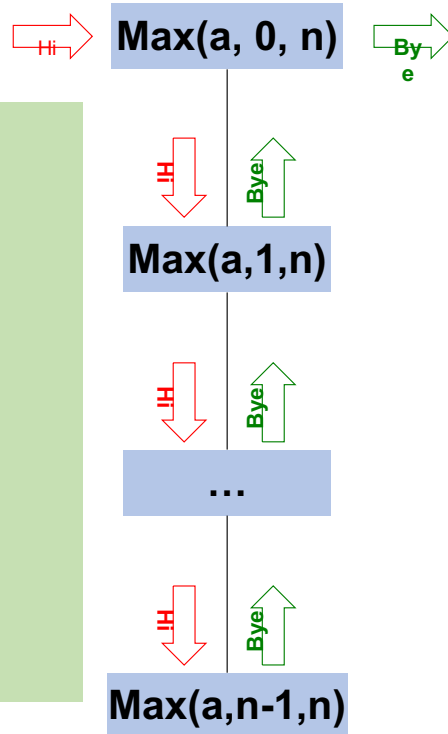 Hi
Max(a, 0, n)
By
e
Hi
Bye
Max(a,1,n)
Hi
Bye
...
Hi
Bye
Max(a,n-1,n)